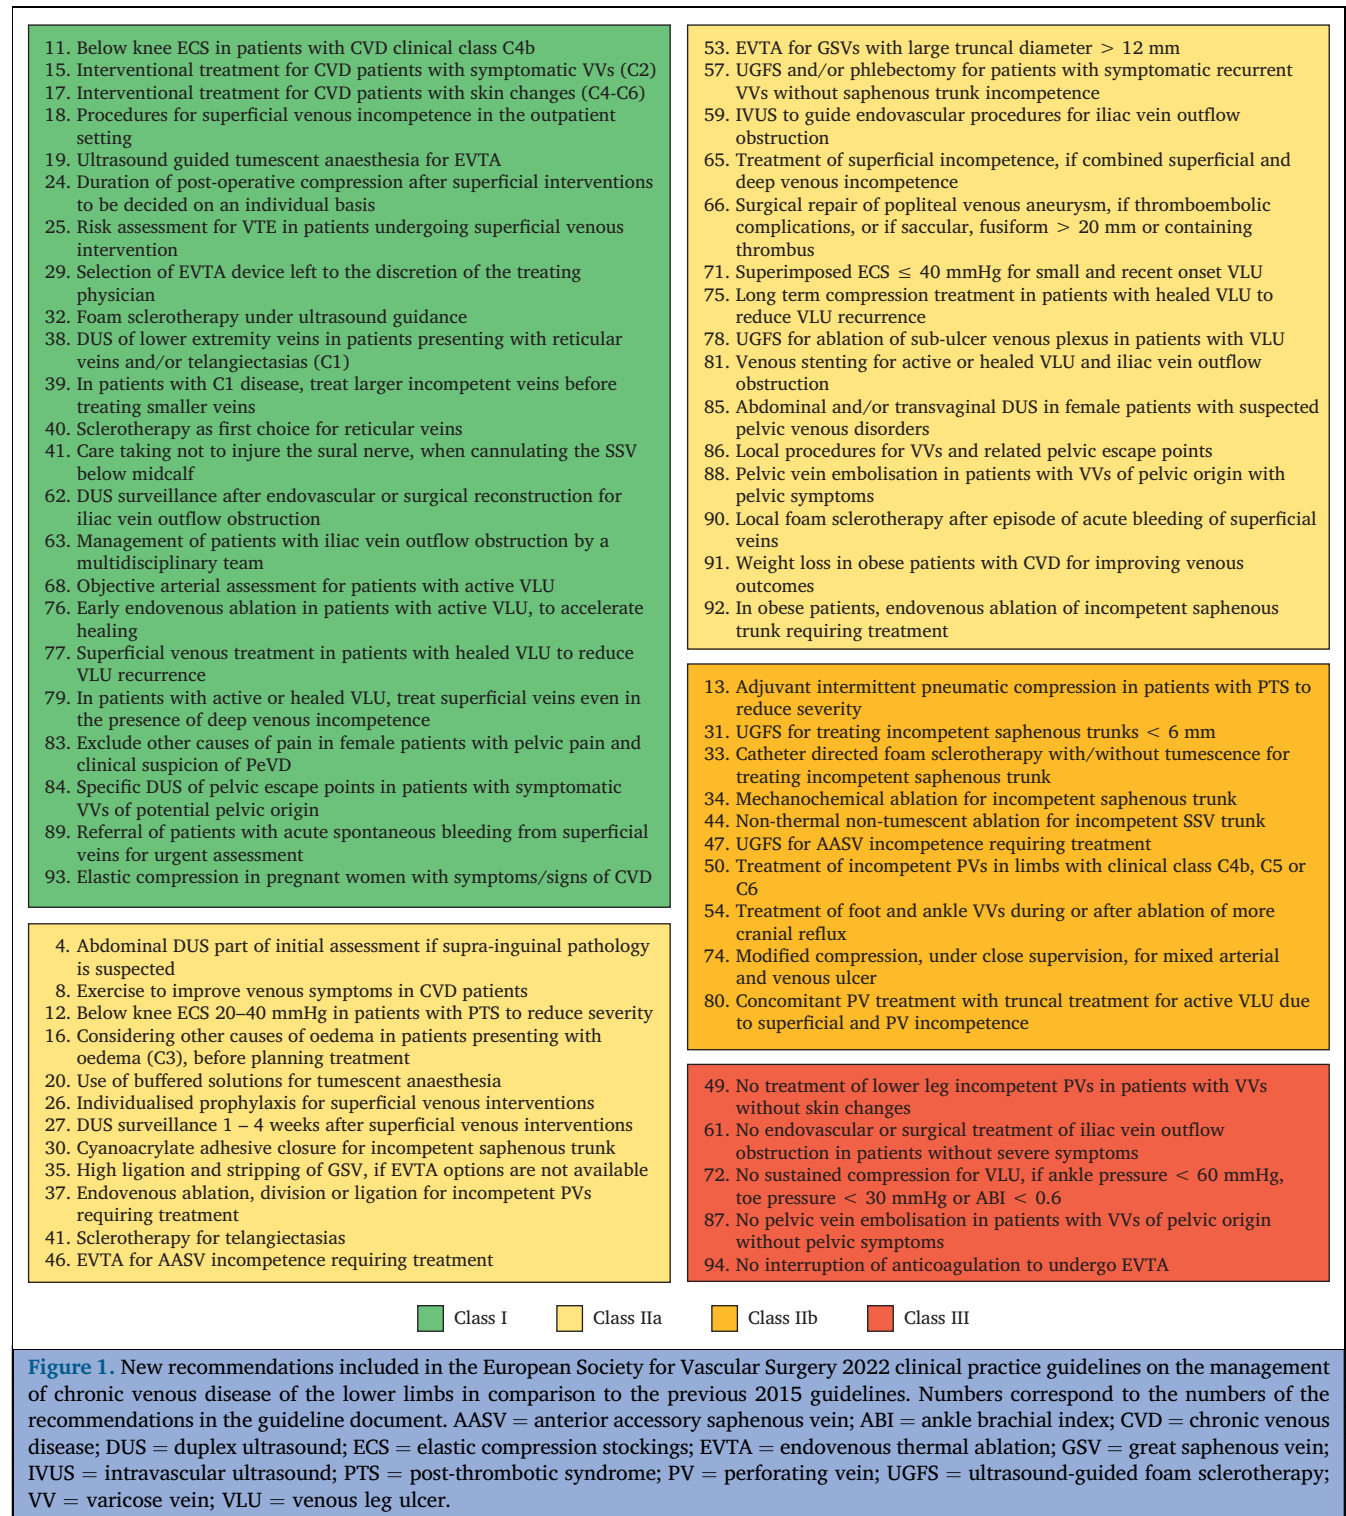 11. Below knee ECS in patients with CVD clinical class C4b
15. Interventional treatment for CVD patients with symptomatic VVs (C2)
17. Interventional treatment for CVD patients with skin changes (C4-C6)
18. Procedures for superficial venous incompetence in the outpatient
setting
19. Ultrasound guided tumescent anaesthesia for EVTA
24. Duration of post-operative compression after superficial interventions
to be decided on an individual basis
25. Risk assessment for VTE in patients undergoing superficial venous
intervention
29. Selection of EVTA device left to the discretion of the treating
physician
32. Foam sclerotherapy under ultrasound guidance
38. DUS of lower extremity veins in patients presenting with reticular
veins and/or telangiectasias (C1)
39. In patients with C1 disease, treat larger incompetent veins before
treating smaller veins
40. Sclerotherapy as first choice for reticular veins
41. Care taking not to injure the sural nerve, when cannulating the SSV
below midcalf
62. DUS surveillance after endovascular or surgical reconstruction for
iliac vein outflow obstruction
63. Management of patients with iliac vein outflow obstruction by a
multidisciplinary team
68. Objective arterial assessment for patients with active VLU
76. Early endovenous ablation in patients with active VLU, to accelerate
healing
77. Superficial venous treatment in patients with healed VLU to reduce
VLU recurrence
79. In patients with active or healed VLU, treat superficial veins even in
the presence of deep venous incompetence
83. Exclude other causes of pain in female patients with pelvic pain and
clinical suspicion of PeVD
84. Specific DUS of pelvic escape points in patients with symptomatic
VVs of potential pelvic origin
89. Referral of patients with acute spontaneous bleeding from superficial
veins for urgent assessment
93. Elastic compression in pregnant women with symptoms/signs of CVD
4. Abdominal DUS part of initial assessment if supra-inguinal pathology
is suspected
8. Exercise to improve venous symptoms in CVD patients
12. Below knee ECS 20–40 mmHg in patients with PTS to reduce severity
16. Considering other causes of oedema in patients presenting with
oedema (C3), before planning treatment
20. Use of buffered solutions for tumescent anaesthesia
26. Individualised prophylaxis for superficial venous interventions
27. DUS surveillance 1 – 4 weeks after superficial venous interventions
30. Cyanoacrylate adhesive closure for incompetent saphenous trunk
35. High ligation and stripping of GSV, if EVTA options are not available
37. Endovenous ablation, division or ligation for incompetent PVs
requiring treatment
41. Sclerotherapy for telangiectasias
46. EVTA for AASV incompetence requiring treatment
53. EVTA for GSVs with large truncal diameter > 12 mm
57. UGFS and/or phlebectomy for patients with symptomatic recurrent
VVs without saphenous trunk incompetence
59. IVUS to guide endovascular procedures for iliac vein outflow
obstruction
65. Treatment of superficial incompetence, if combined superficial and
deep venous incompetence
66. Surgical repair of popliteal venous aneurysm, if thromboembolic
complications, or if saccular, fusiform > 20 mm or containing
thrombus
71. Superimposed ECS ≤ 40 mmHg for small and recent onset VLU
75. Long term compression treatment in patients with healed VLU to
reduce VLU recurrence
78. UGFS for ablation of sub-ulcer venous plexus in patients with VLU
81. Venous stenting for active or healed VLU and iliac vein outflow
obstruction
85. Abdominal and/or transvaginal DUS in female patients with suspected
pelvic venous disorders
86. Local procedures for VVs and related pelvic escape points
88. Pelvic vein embolisation in patients with VVs of pelvic origin with
pelvic symptoms
90. Local foam sclerotherapy after episode of acute bleeding of superficial
veins
91. Weight loss in obese patients with CVD for improving venous
outcomes
92. In obese patients, endovenous ablation of incompetent saphenous
trunk requiring treatment
13. Adjuvant intermittent pneumatic compression in patients with PTS to
reduce severity
31. UGFS for treating incompetent saphenous trunks < 6 mm
33. Catheter directed foam sclerotherapy with/without tumescence for
treating incompetent saphenous trunk
34. Mechanochemical ablation for incompetent saphenous trunk
44. Non-thermal non-tumescent ablation for incompetent SSV trunk
47. UGFS for AASV incompetence requiring treatment
50. Treatment of incompetent PVs in limbs with clinical class C4b, C5 or
C6
54. Treatment of foot and ankle VVs during or after ablation of more
cranial reflux
74. Modified compression, under close supervision, for mixed arterial
and venous ulcer
80. Concomitant PV treatment with truncal treatment for active VLU due
to superficial and PV incompetence
49. No treatment of lower leg incompetent PVs in patients with VVs
without skin changes
61. No endovascular or surgical treatment of iliac vein outflow
obstruction in patients without severe symptoms
72. No sustained compression for VLU, if ankle pressure < 60 mmHg,
toe pressure < 30 mmHg or ABI < 0.6
87. No pelvic vein embolisation in patients with VVs of pelvic origin
without pelvic symptoms
94. No interruption of anticoagulation to undergo EVTA
Class I Class IIa Class IIb Class III
Figure 1. New recommendations included in the European Society for Vascular Surgery 2022 clinical practice guidelines on the management
of chronic venous disease of the lower limbs in comparison to the previous 2015 guidelines. Numbers correspond to the numbers of the
recommendations in the guideline document. AASV = anterior accessory saphenous vein; ABI = ankle brachial index; CVD = chronic venous
disease; DUS = duplex ultrasound; ECS = elastic compression stockings; EVTA = endovenous thermal ablation; GSV = great saphenous vein;
IVUS = intravascular ultrasound; PTS = post-thrombotic syndrome; PV = perforating vein; UGFS = ultrasound-guided foam sclerotherapy;
VV = varicose vein; VLU = venous leg ulcer.